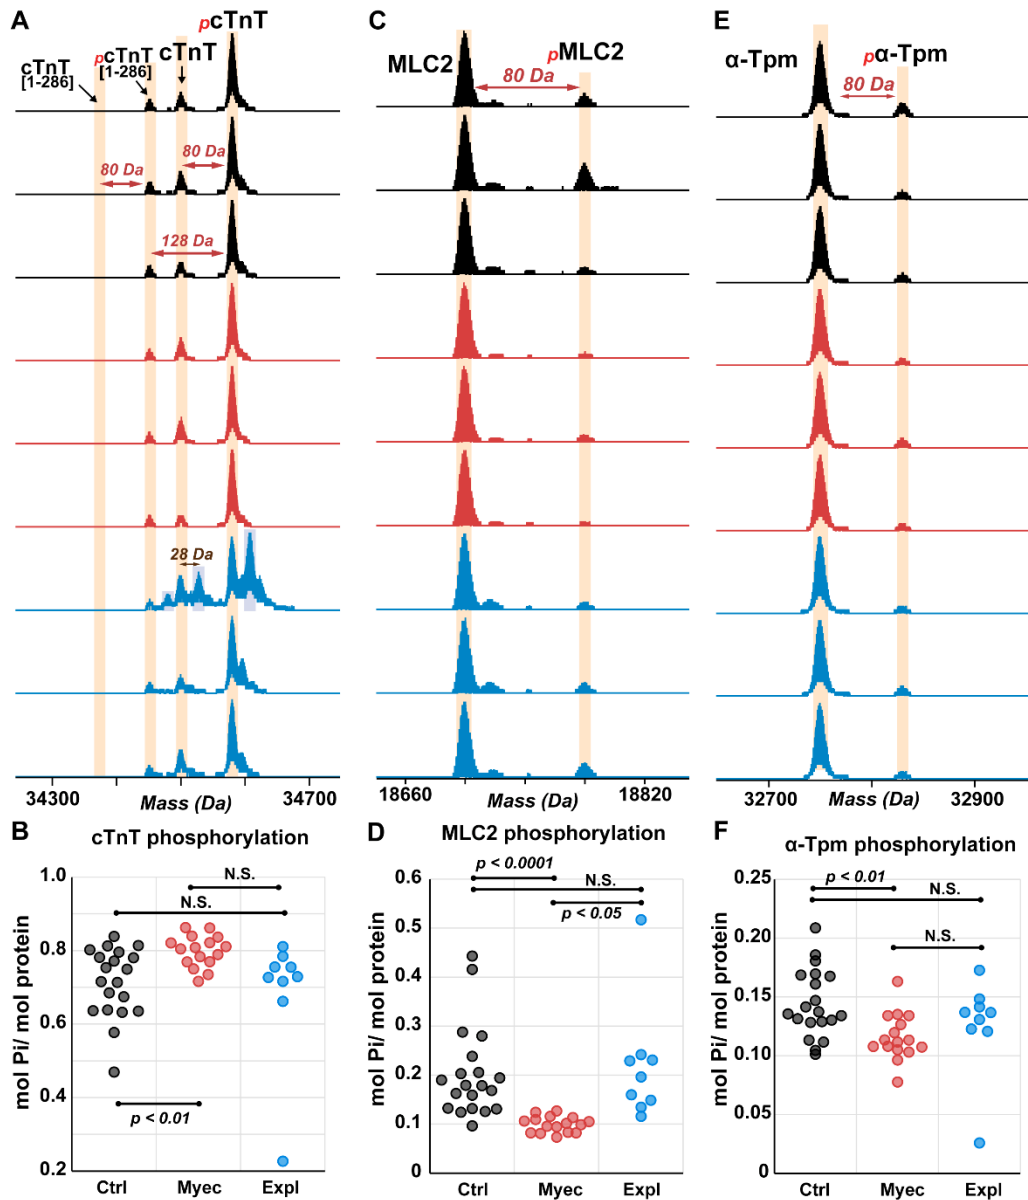 A
pcTnT
cTnT
pcTnT
[1-286]
cTnT
[1-286]
80 Da
80 Da
128 Da
28 Da
34300
Mass (Da)
34700
C
MLC2
pMLC2
80 Da
18660
Mass (Da)
18820
E
α-Tpm
pα-Tpm
80 Da
32700
Mass (Da)
32900
B
cTnT phosphorylation
mol Pi/ mol protein
1.0
0.8
0.6
0.4
0.2
N.S.
N.S.
p < 0.01
Ctrl
Myec
Expl
D
MLC2 phosphorylation
mol Pi/ mol protein
0.6
0.5
0.4
0.3
0.2
0.1
0
p < 0.0001
N.S.
p < 0.05
Ctrl
Myec
Expl
F
α-Tpm phosphorylation
mol Pi/ mol protein
0.25
0.20
0.15
0.10
0.05
0
p < 0.01
N.S.
N.S.
Ctrl
Myec
Expl